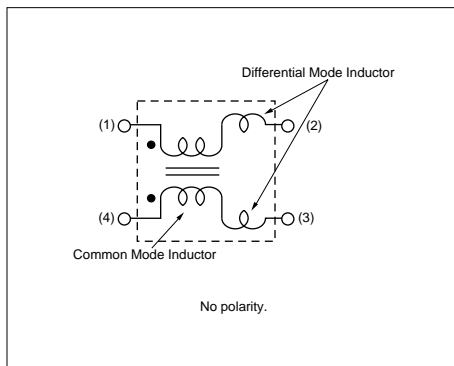 Differential Mode Inductor
(1)
(2)
(4)
(3)
Common Mode Inductor
No polarity.